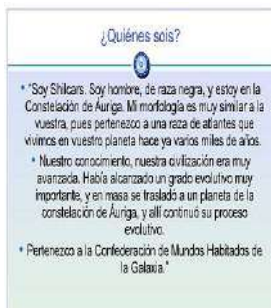 ¿Quiénes sois?
• "Soy Shilcars. Soy hombre, de raza negra, y estoy en la
Constelación de Auriga. Mi morfología es muy similar a la
vuestra, pues pertenezco a una raza de atlantes que
vivimos en vuestro planeta hace ya varios miles de años.
• Nuestro conocimiento, nuestra civilización era muy
avanzada. Había alcanzado un grado evolutivo muy
importante, y en masa se trasladó a un planeta de la
constelación de Auriga, y allí continuó su proceso
evolutivo.
• Pertenezco a la Confederación de Mundos Habitados de
la Galaxia."